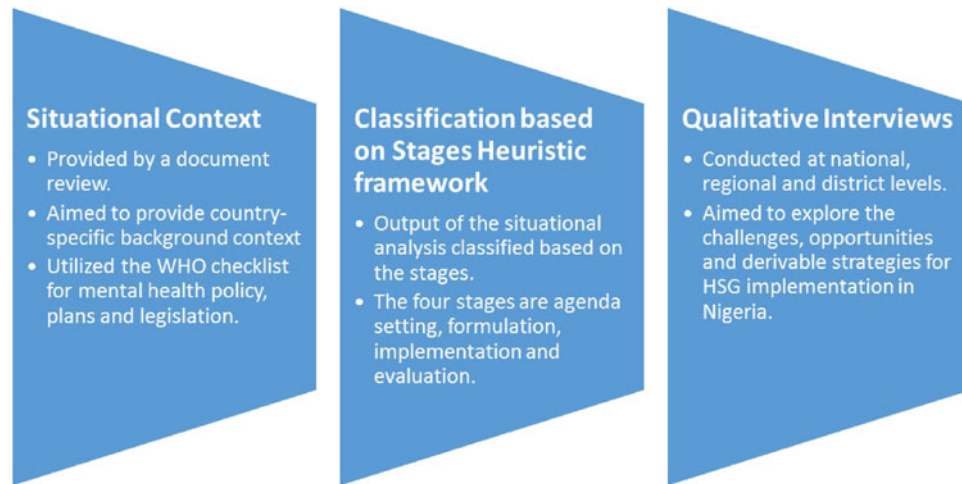 Situational Context
• Provided by a document
review.
• Aimed to provide country-
specific background context
• Utilized the WHO checklist
for mental health policy,
plans and legislation.
Classification based
on Stages Heuristic
framework
• Output of the situational
analysis classified based on
the stages.
• The four stages are agenda
setting, formulation,
implementation and
evaluation.
Qualitative Interviews
• Conducted at national,
regional and district levels.
• Aimed to explore the
challenges, opportunities
and derivable strategies for
HSG implementation in
Nigeria.